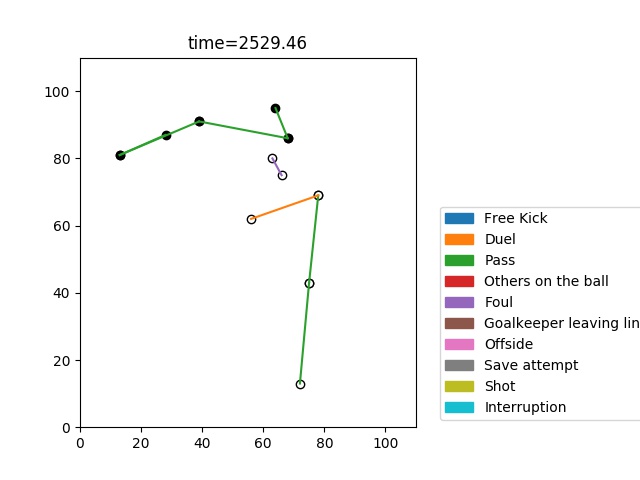 time=2529.46
100
80
60
40
20
0
0 20 40 60 80 100
Free Kick
Duel
Pass
Others on the ball
Foul
Goalkeeper leaving lin
Offside
Save attempt
Shot
Interruption